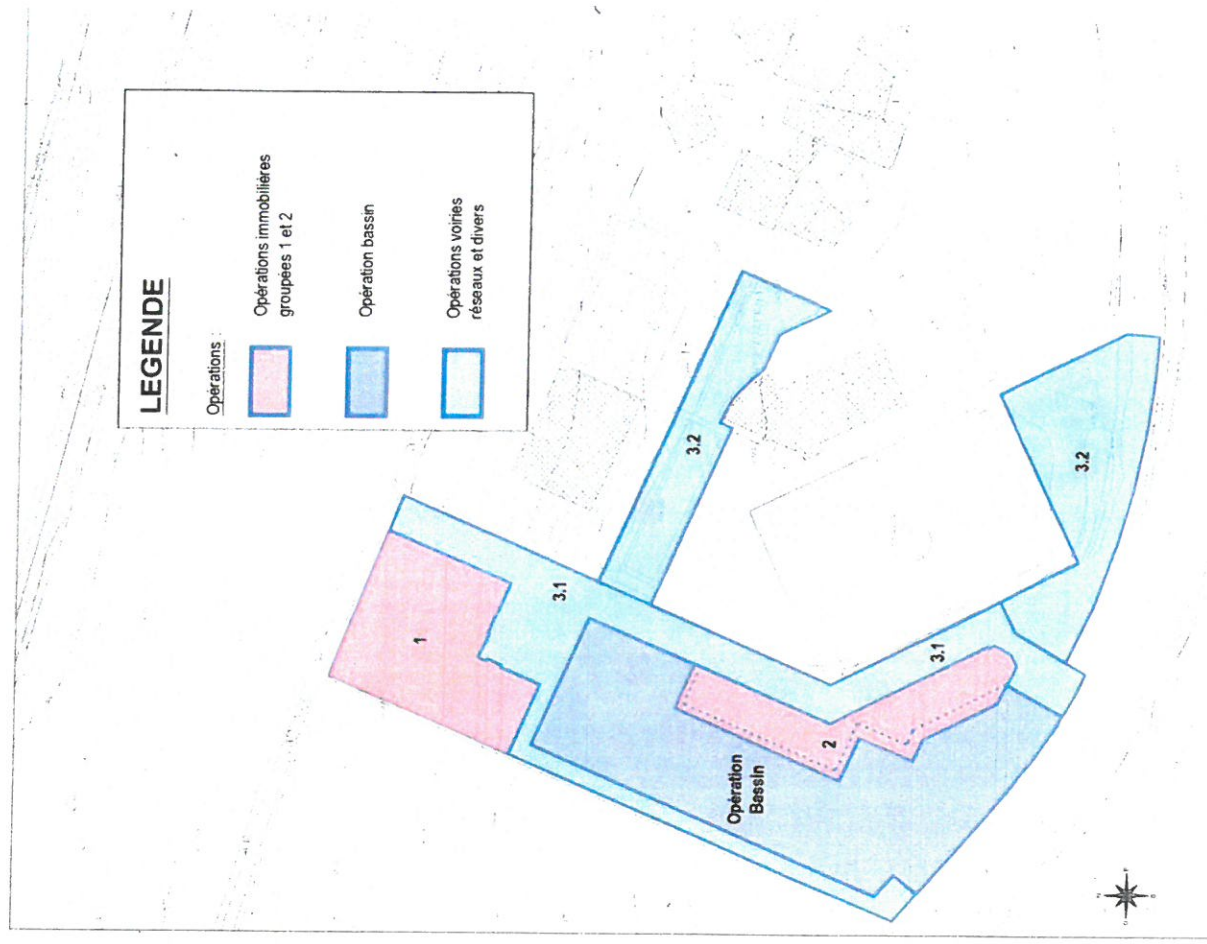 LEGENDE
Opérations :
Opérations immobilières
groupées 1 et 2
Opération bassin
Opérations voiries
réseaux et divers
1
3.1
3.2
2
Opération
Bassin
3.1
3.2